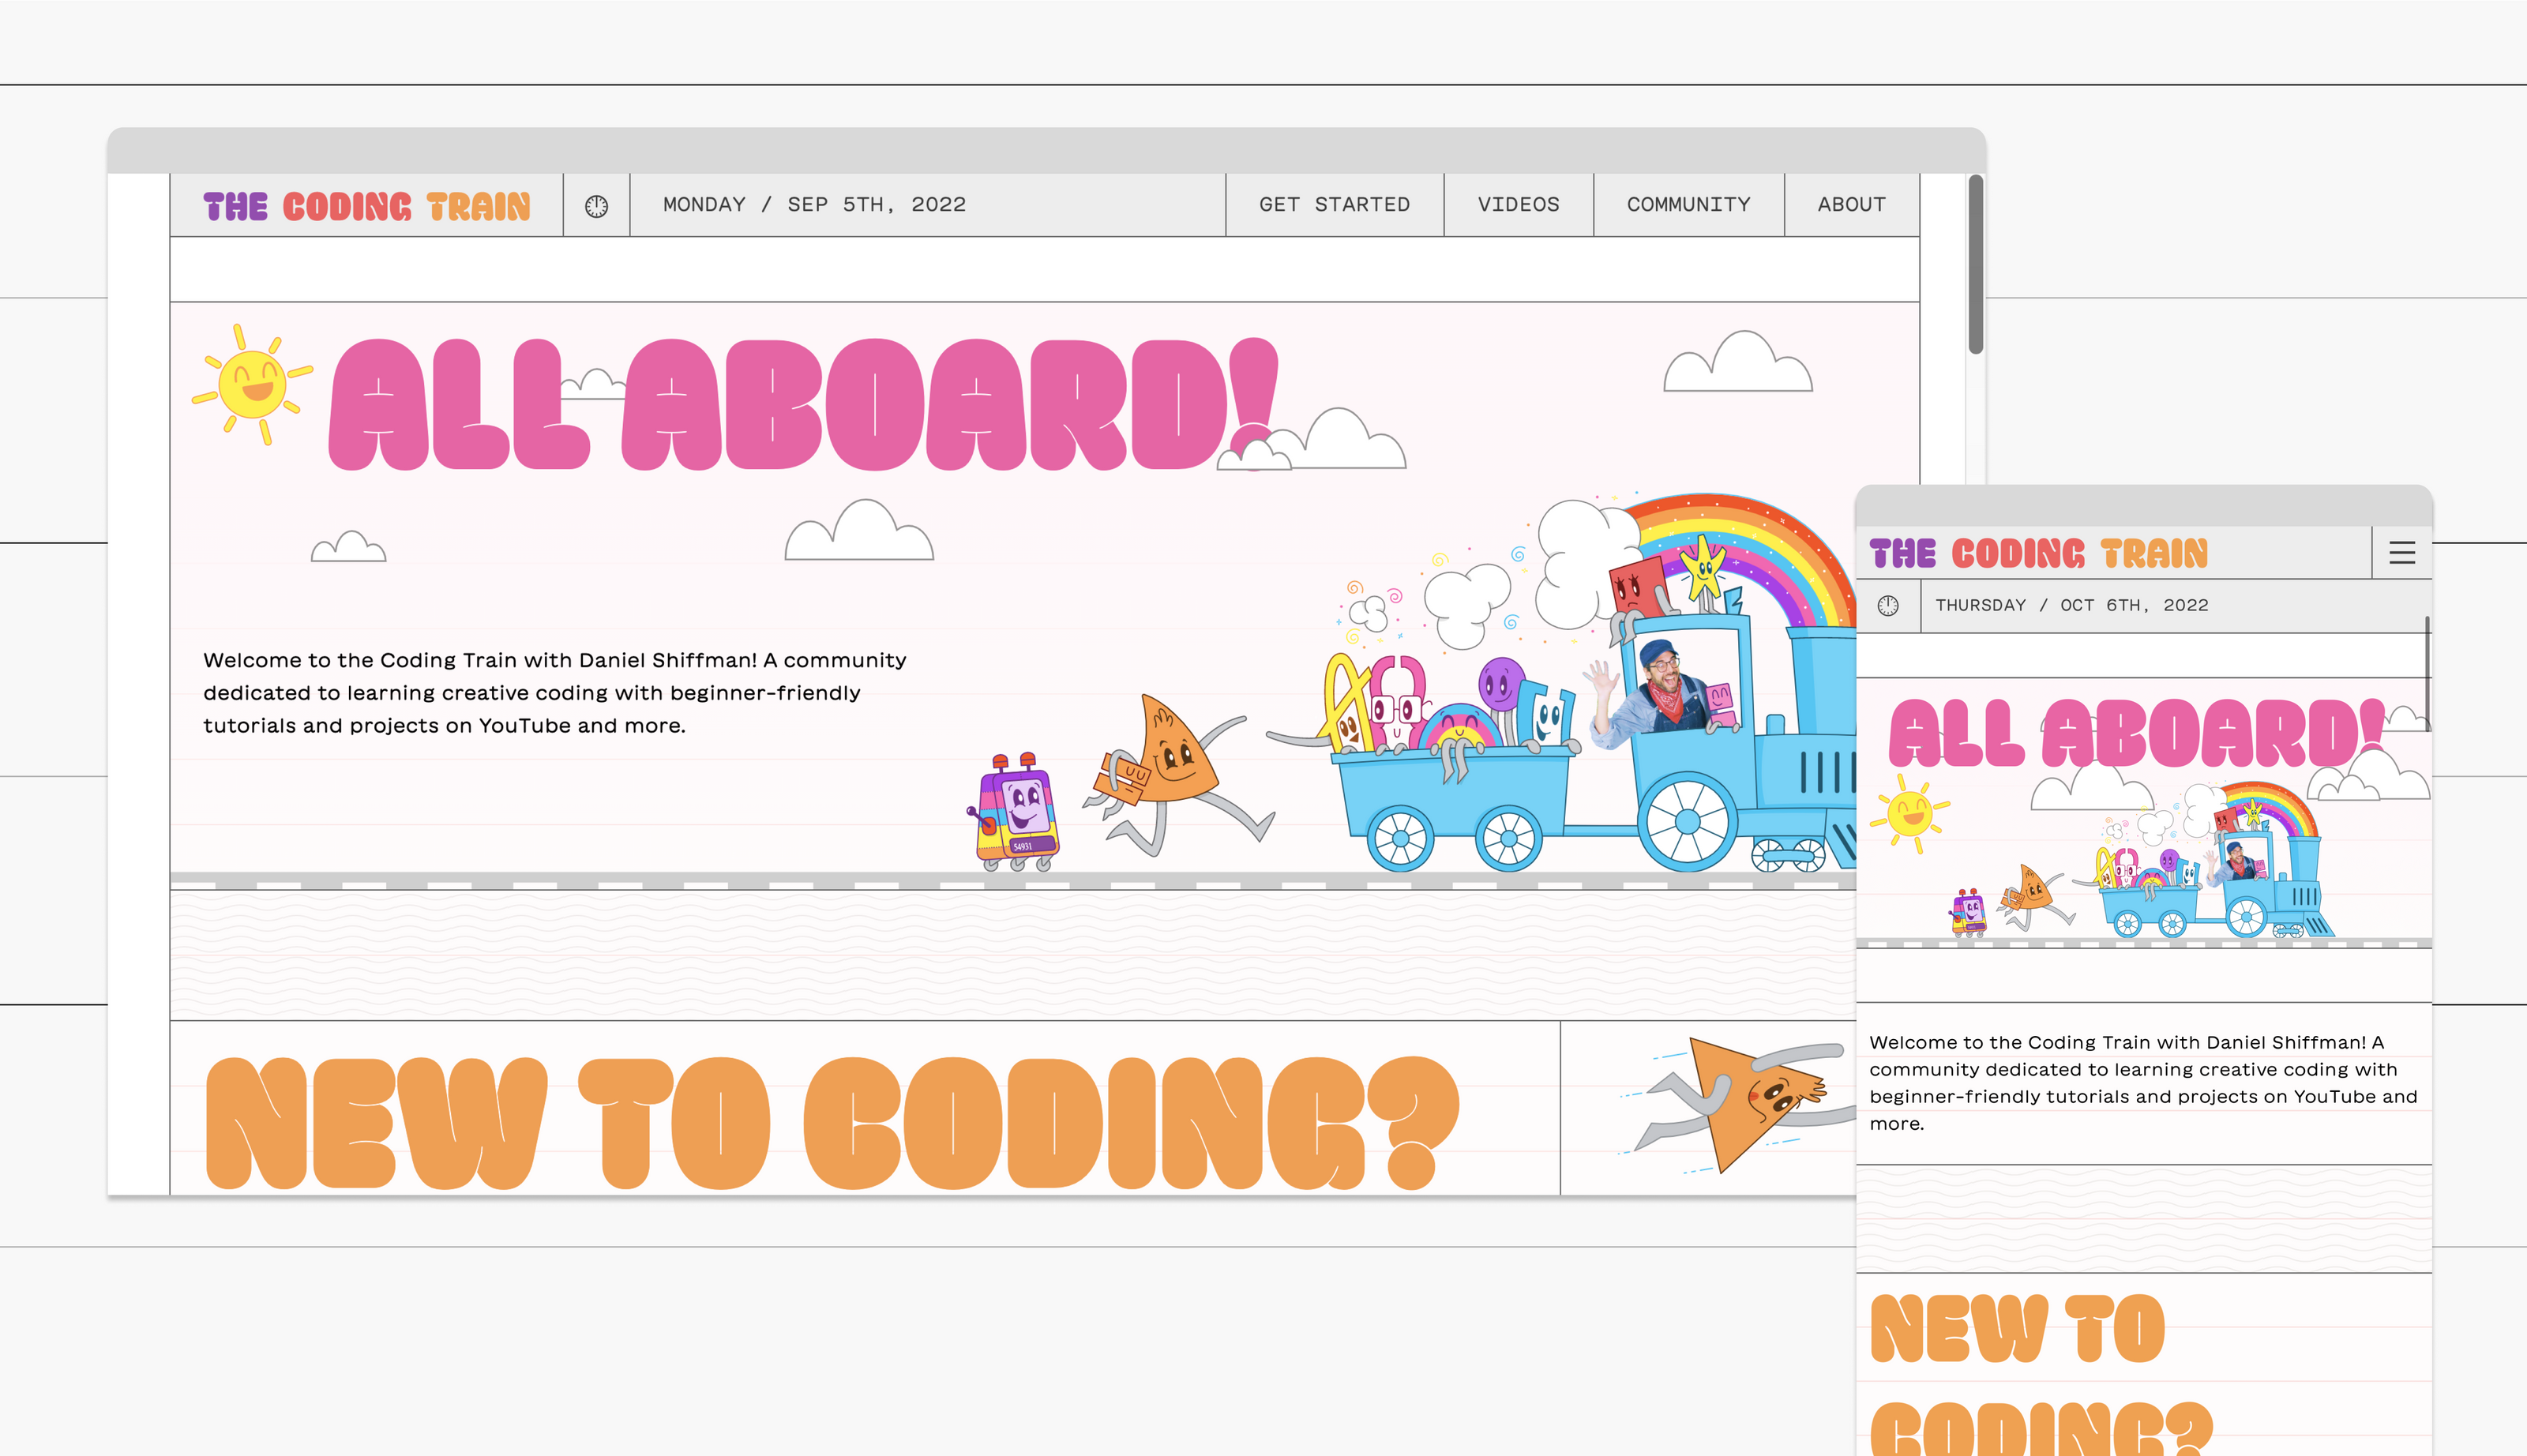 THE CODING TRAIN
MONDAY / SEP 5TH, 2022
GET STARTED
VIDEOS
COMMUNITY
ABOUT
ALL ABOARD!
Welcome to the Coding Train with Daniel Shiffman! A community
dedicated to learning creative coding with beginner-friendly
tutorials and projects on YouTube and more.
54931
NEW TO CODING?
THE CODING TRAIN
THURSDAY / OCT 6TH, 2022
ALL ABOARD!
Welcome to the Coding Train with Daniel Shiffman! A
community dedicated to learning creative coding with
beginner-friendly tutorials and projects on YouTube and
more.
NEW TO
CODING?